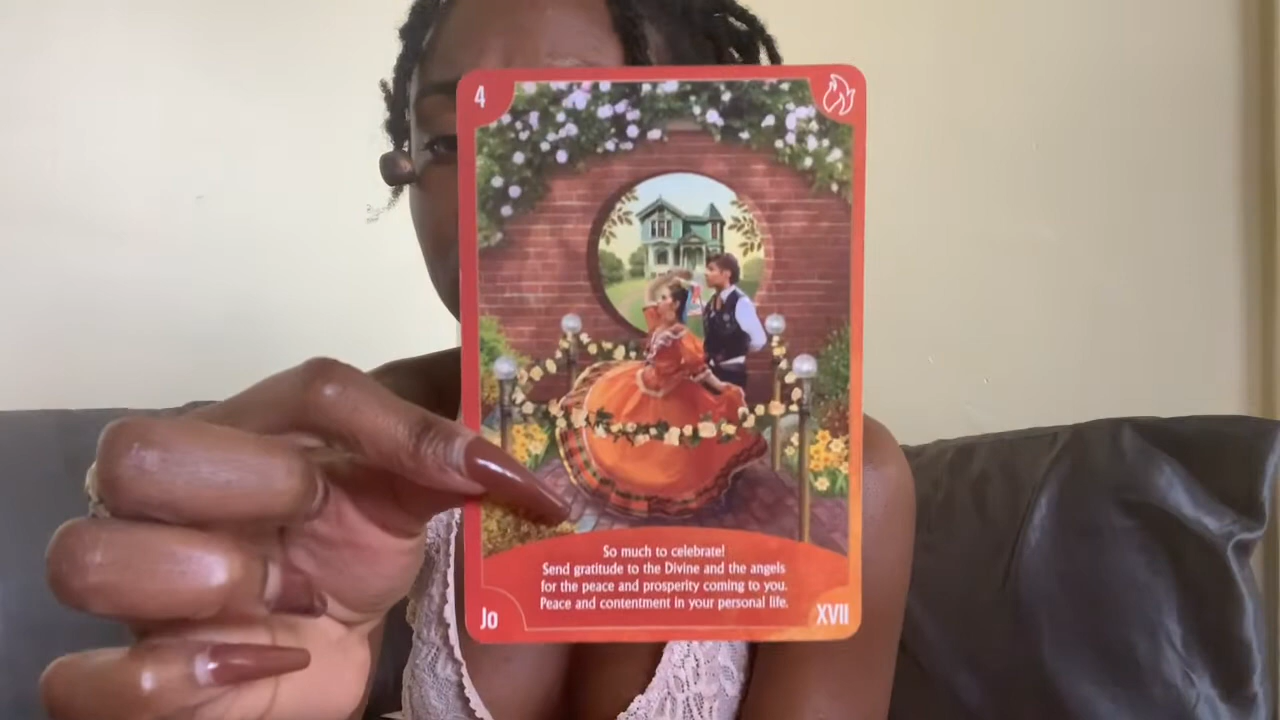 4
So much to celebrate!
Send gratitude to the Divine and the angels
for the peace and prosperity coming to you.
Peace and contentment in your personal life.
Jo
XVII